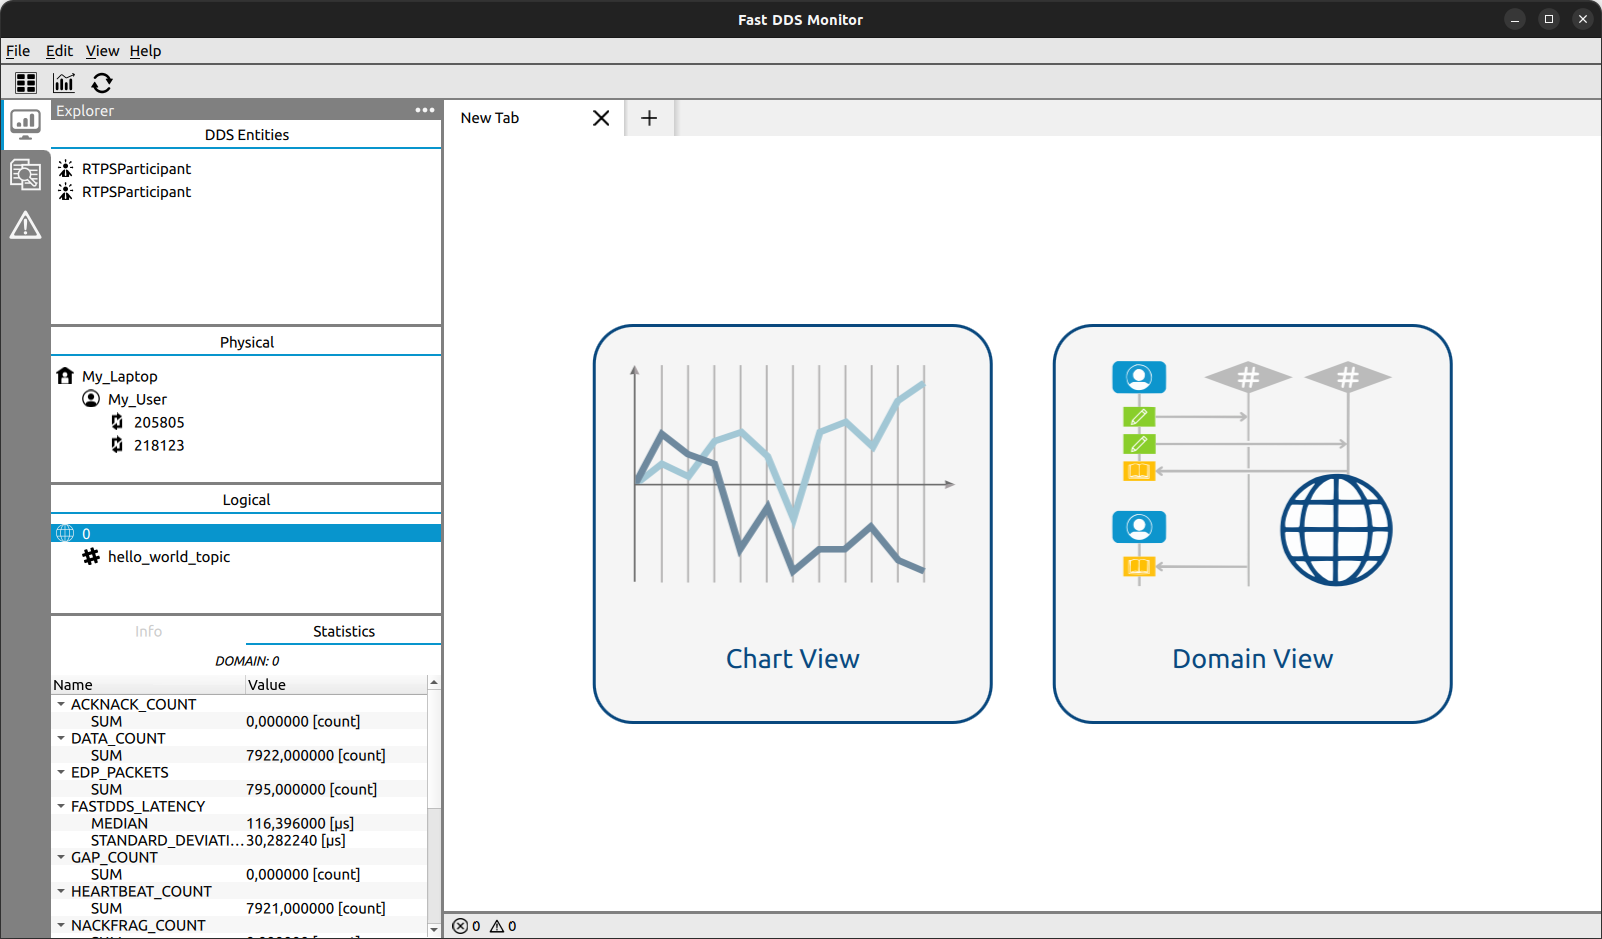 Fast DDS Monitor
File Edit View Help
Explorer
DDS Entities
RTPSParticipant
RTPSParticipant
Physical
My_Laptop
My_User
205805
218123
Logical
0
hello_world_topic
Info Statistics
DOMAIN: 0
Name Value
ACKNACK_COUNT
SUM 0,000000 [count]
DATA_COUNT
SUM 7922,000000 [count]
EDP_PACKETS
SUM 795,000000 [count]
FASTDDS_LATENCY
MEDIAN 116,396000 [µs]
STANDARD_DEVIATI... 30,282240 [µs]
GAP_COUNT
SUM 0,000000 [count]
HEARTBEAT_COUNT
SUM 7921,000000 [count]
NACKFRAG_COUNT
New Tab
# #
Chart View
Domain View
0 0